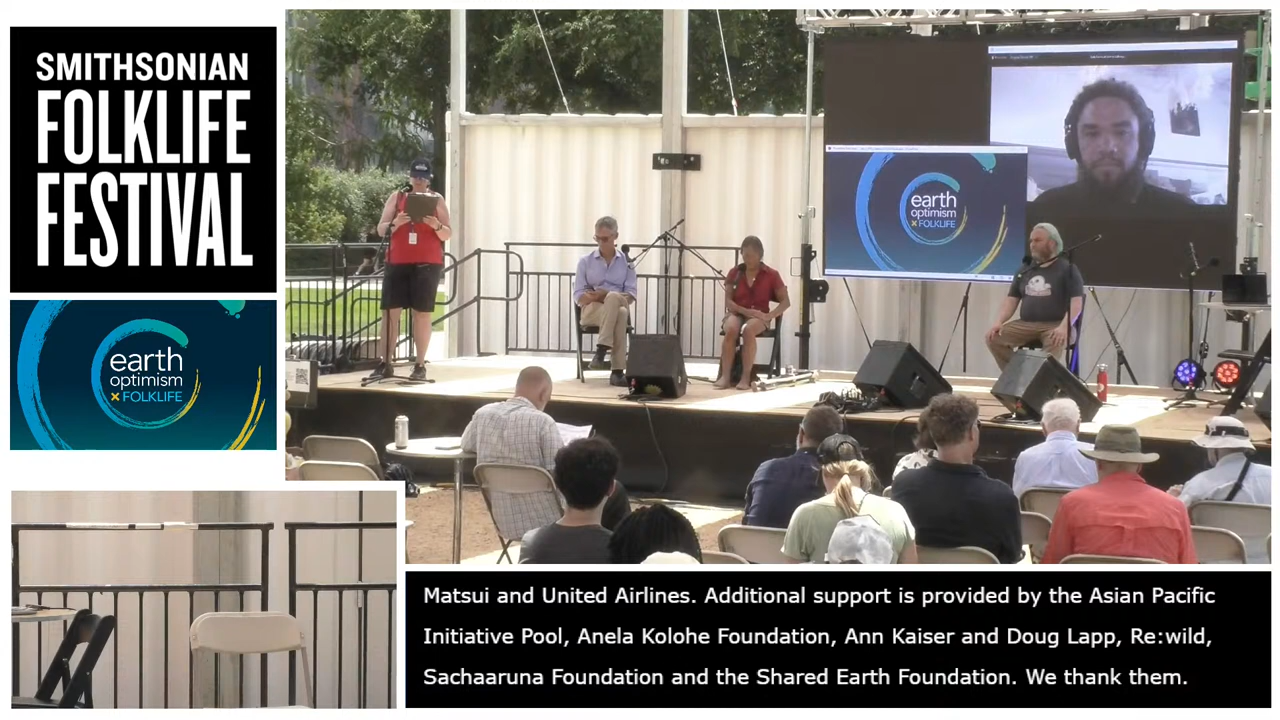 SMITHSONIAN
FOLKLIFE
FESTIVAL
earth
optimism
× FOLKLIFE
earth
optimism
× FOLKLIFE
Matsui and United Airlines. Additional support is provided by the Asian Pacific
Initiative Pool, Anela Kolohe Foundation, Ann Kaiser and Doug Lapp, Re:wild,
Sachaaruna Foundation and the Shared Earth Foundation. We thank them.